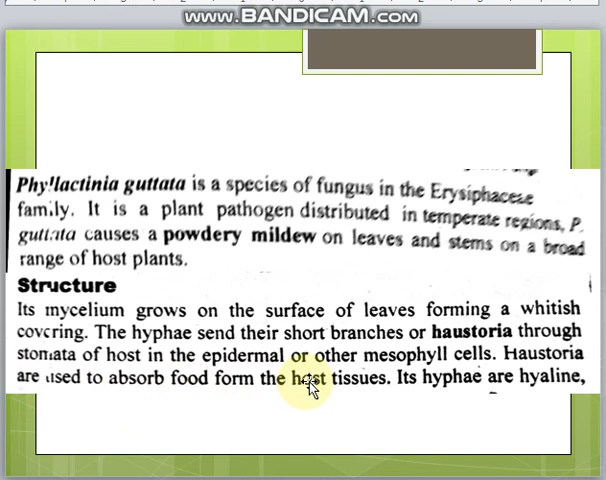 www.BANDICAM.com
Phyllactinia guttata is a species of fungus in the Erysiphaceae
family. It is a plant pathogen distributed in temperate regions, P.
guttata causes a powdery mildew on leaves and stems on a broad
range of host plants.
Structure
Its mycelium grows on the surface of leaves forming a whitish
covering. The hyphae send their short branches or haustoria through
stomata of host in the epidermal or other mesophyll cells. Haustoria
are used to absorb food form the host tissues. Its hyphae are hyaline,